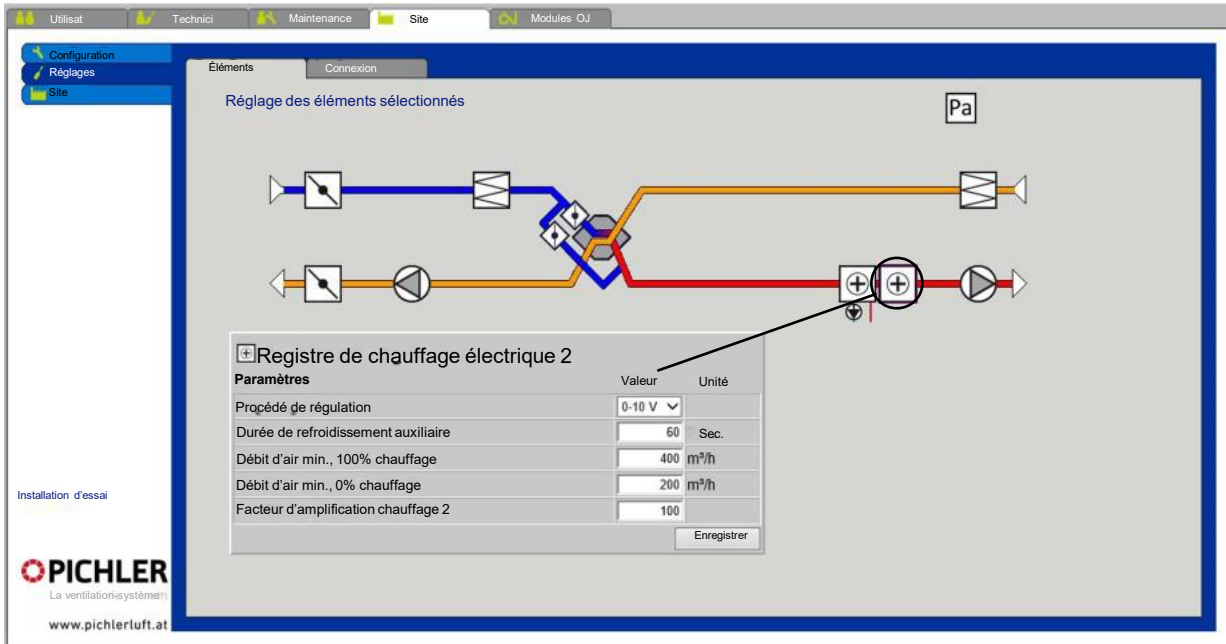 Utilisat
Technici
Maintenance
Site
Modules OJ
Configuration
Réglages
Site
Éléments
Connexion
Réglage des éléments sélectionnés
Pa
Registre de chauffage électrique 2
Paramètres Valeur Unité
Procédé de régulation 0-10 V
Durée de refroidissement auxiliaire 60 Sec.
Débit d'air min., 100% chauffage 400 m³/h
Débit d'air min., 0% chauffage 200 m³/h
Facteur d'amplification chauffage 2 100
Enregistrer
Installation d'essai
PICHLER
La ventilation-système
www.pichlerluft.at